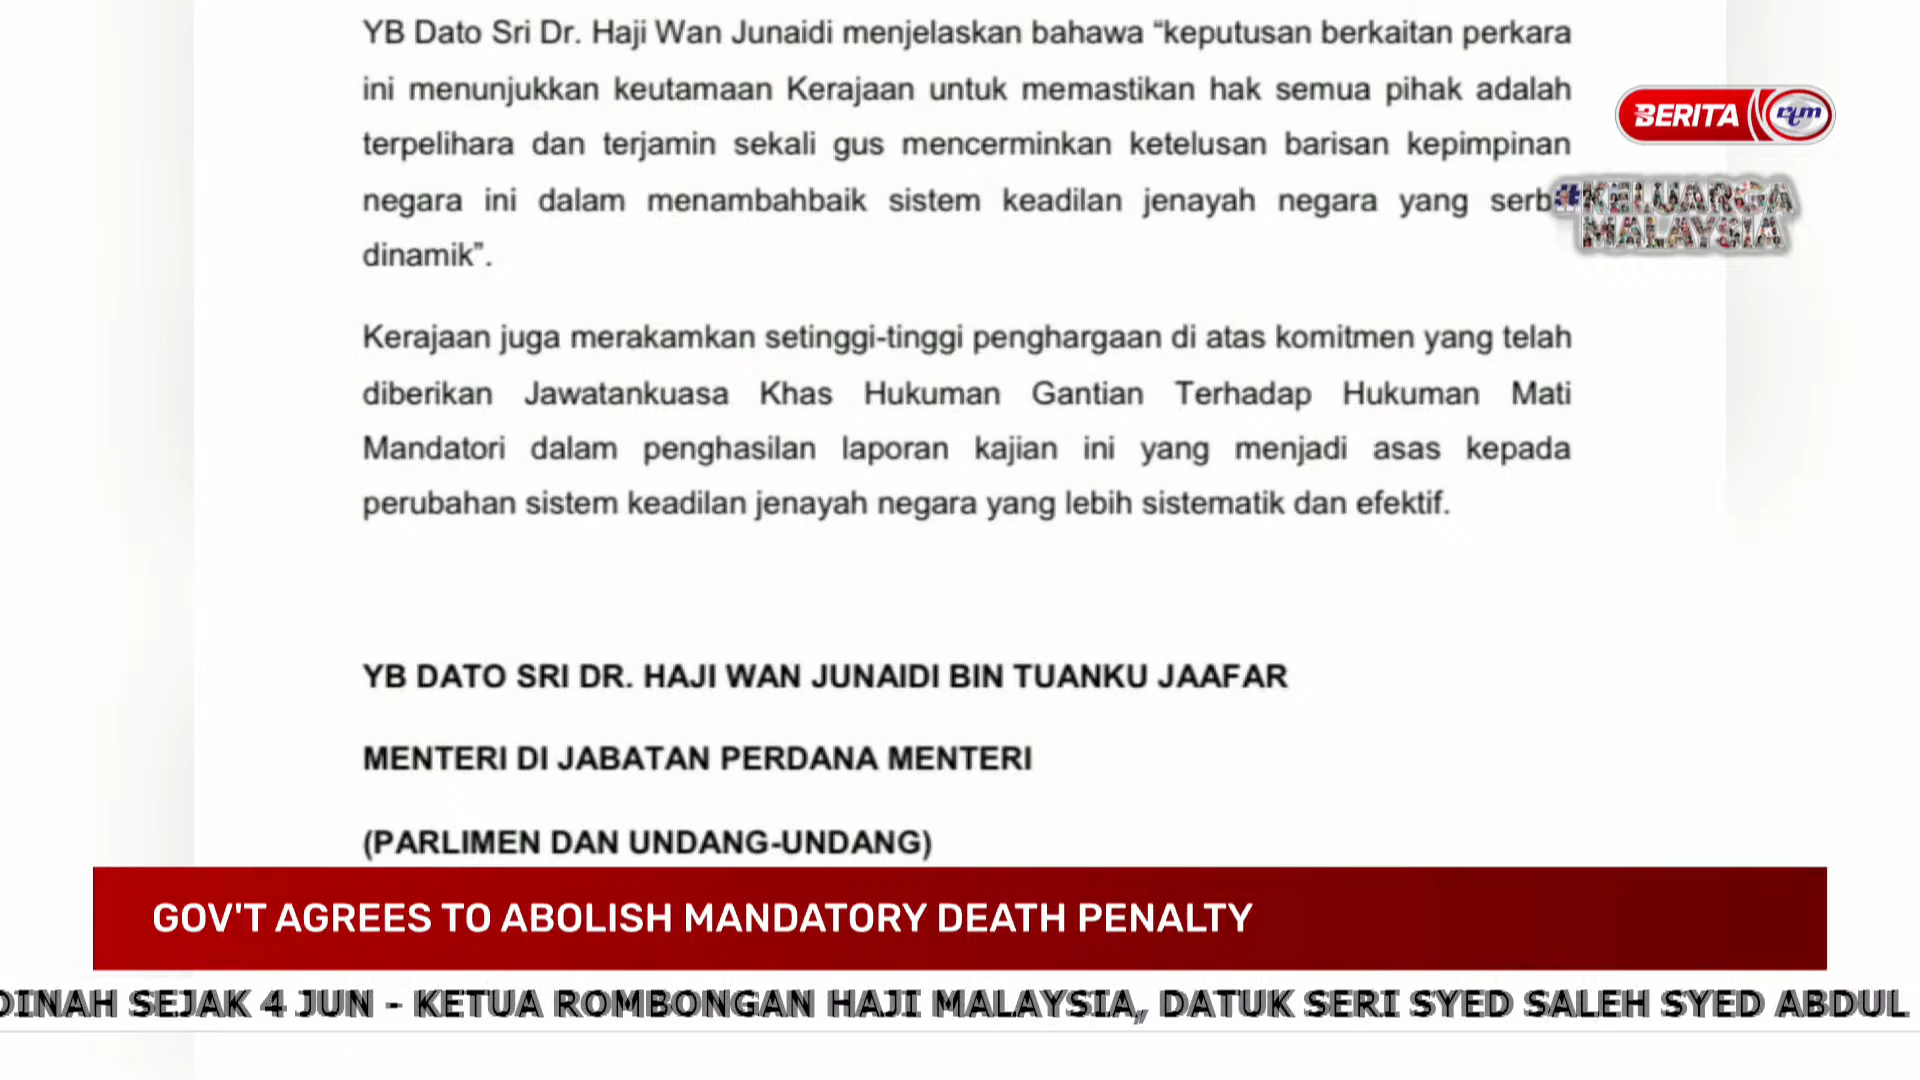 YB Dato Sri Dr. Haji Wan Junaidi menjelaskan bahawa “keputusan berkaitan perkara
ini menunjukkan keutamaan Kerajaan untuk memastikan hak semua pihak adalah
terpelihara dan terjamin sekali gus mencerminkan ketelusan barisan kepimpinan
negara ini dalam menambahbaik sistem keadilan jenayah negara yang serb
dinamik”.
BERITA rtm
#KELUARGA
MALAYSIA
Kerajaan juga merakamkan setinggi-tinggi penghargaan di atas komitmen yang telah
diberikan Jawatankuasa Khas Hukuman Gantian Terhadap Hukuman Mati
Mandatori dalam penghasilan laporan kajian ini yang menjadi asas kepada
perubahan sistem keadilan jenayah negara yang lebih sistematik dan efektif.
YB DATO SRI DR. HAJI WAN JUNAIDI BIN TUANKU JAAFAR
MENTERI DI JABATAN PERDANA MENTERI
(PARLIMEN DAN UNDANG-UNDANG)
GOV'T AGREES TO ABOLISH MANDATORY DEATH PENALTY
DINAH SEJAK 4 JUN - KETUA ROMBONGAN HAJI MALAYSIA, DATUK SERI SYED SALEH SYED ABDUL